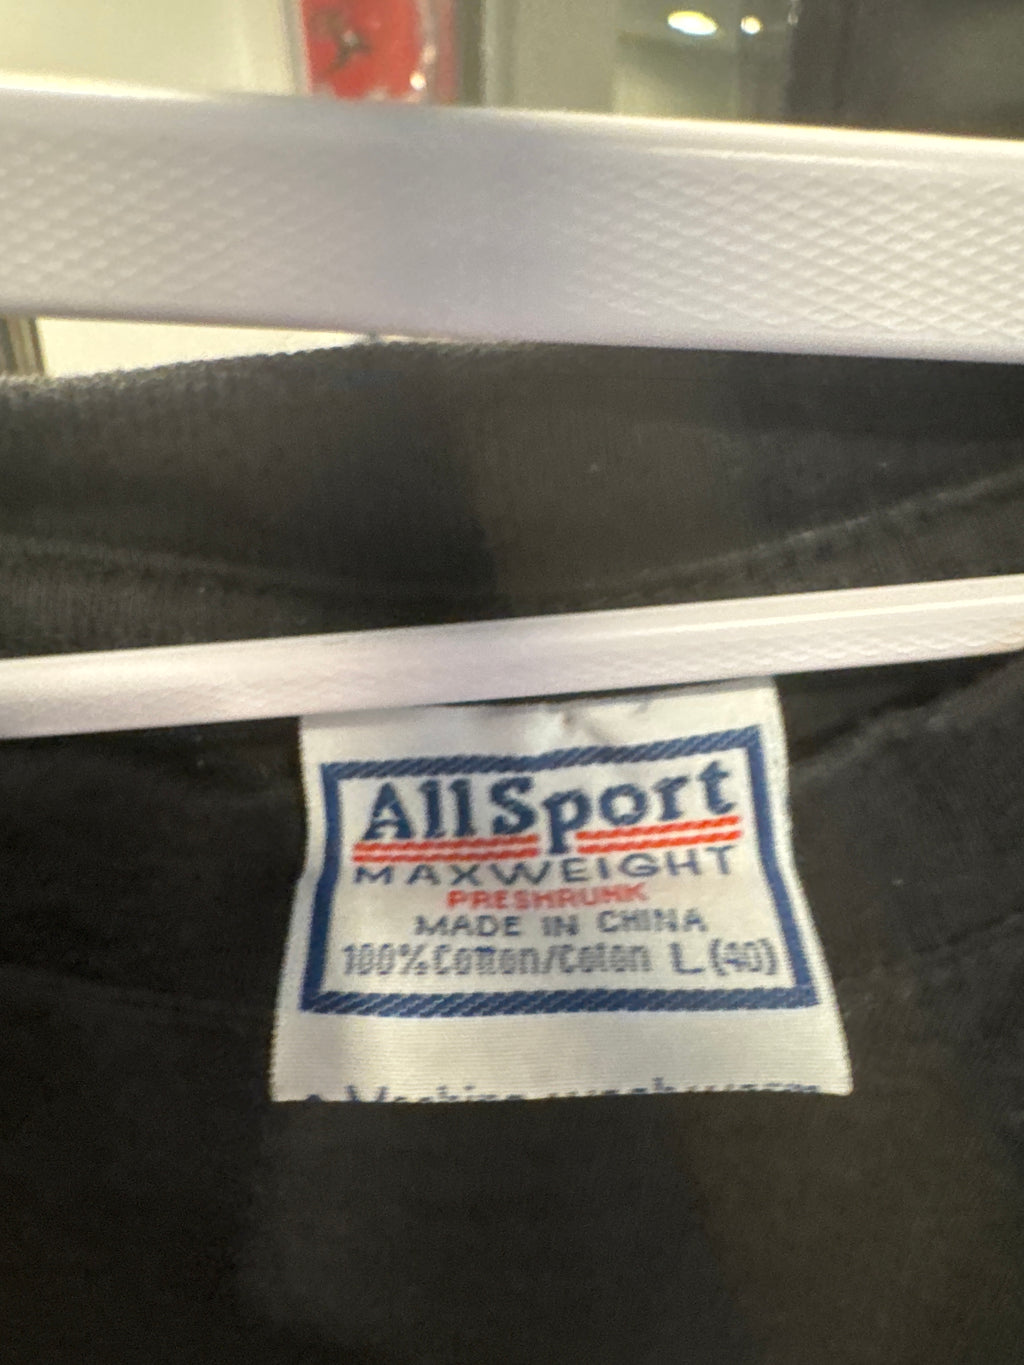 AllSport
MAXWEIGHT
PRESHRUNK
MADE IN CHINA
100% Cotton/Coton L (40)